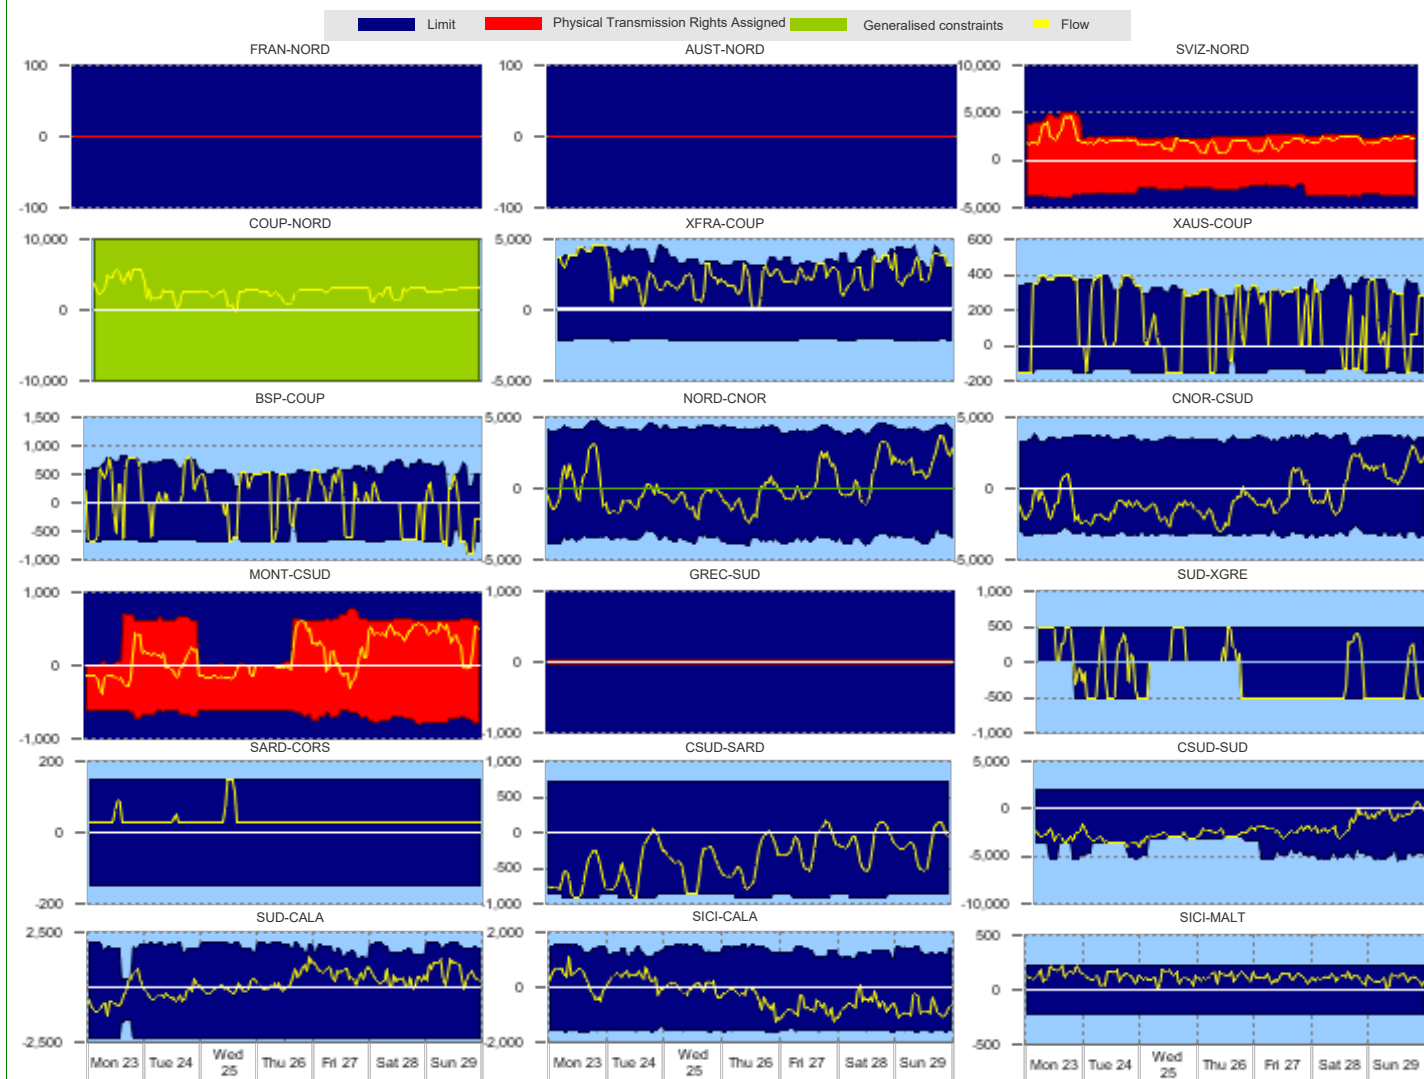 Limit Physical Transmission Rights Assigned Generalised constraints Flow
FRAN-NORD AUST-NORD SVIZ-NORD
100 100 10,000
5,000
0 0 0
-100 -100 -5,000
COUP-NORD XFRA-COUP XAUS-COUP
10,000 5,000 600
400
200
0 0 0
-10,000 -5,000 -200
BSP-COUP NORD-CNOR CNOR-CSUD
1,500 5,000 5,000
1,000
500
0 0 0
-500
-1,000 -5,000 -5,000
MONT-CSUD GREC-SUD SUD-XGRE
1,000 1,000 1,000
500
0 0 0
-500
-1,000 -1,000 -1,000
SARD-CORS CSUD-SARD CSUD-SUD
200 1,000 5,000
500
0 0 0
-500 -5,000
-200 -1,000 -10,000
SUD-CALA SICI-CALA SICI-MALT
2,500 2,000 500
0 0 0
-2,500 -2,000 -500
Mon 23 Tue 24 Wed 25 Thu 26 Fri 27 Sat 28 Sun 29 Mon 23 Tue 24 Wed 25 Thu 26 Fri 27 Sat 28 Sun 29 Mon 23 Tue 24 Wed 25 Thu 26 Fri 27 Sat 28 Sun 29